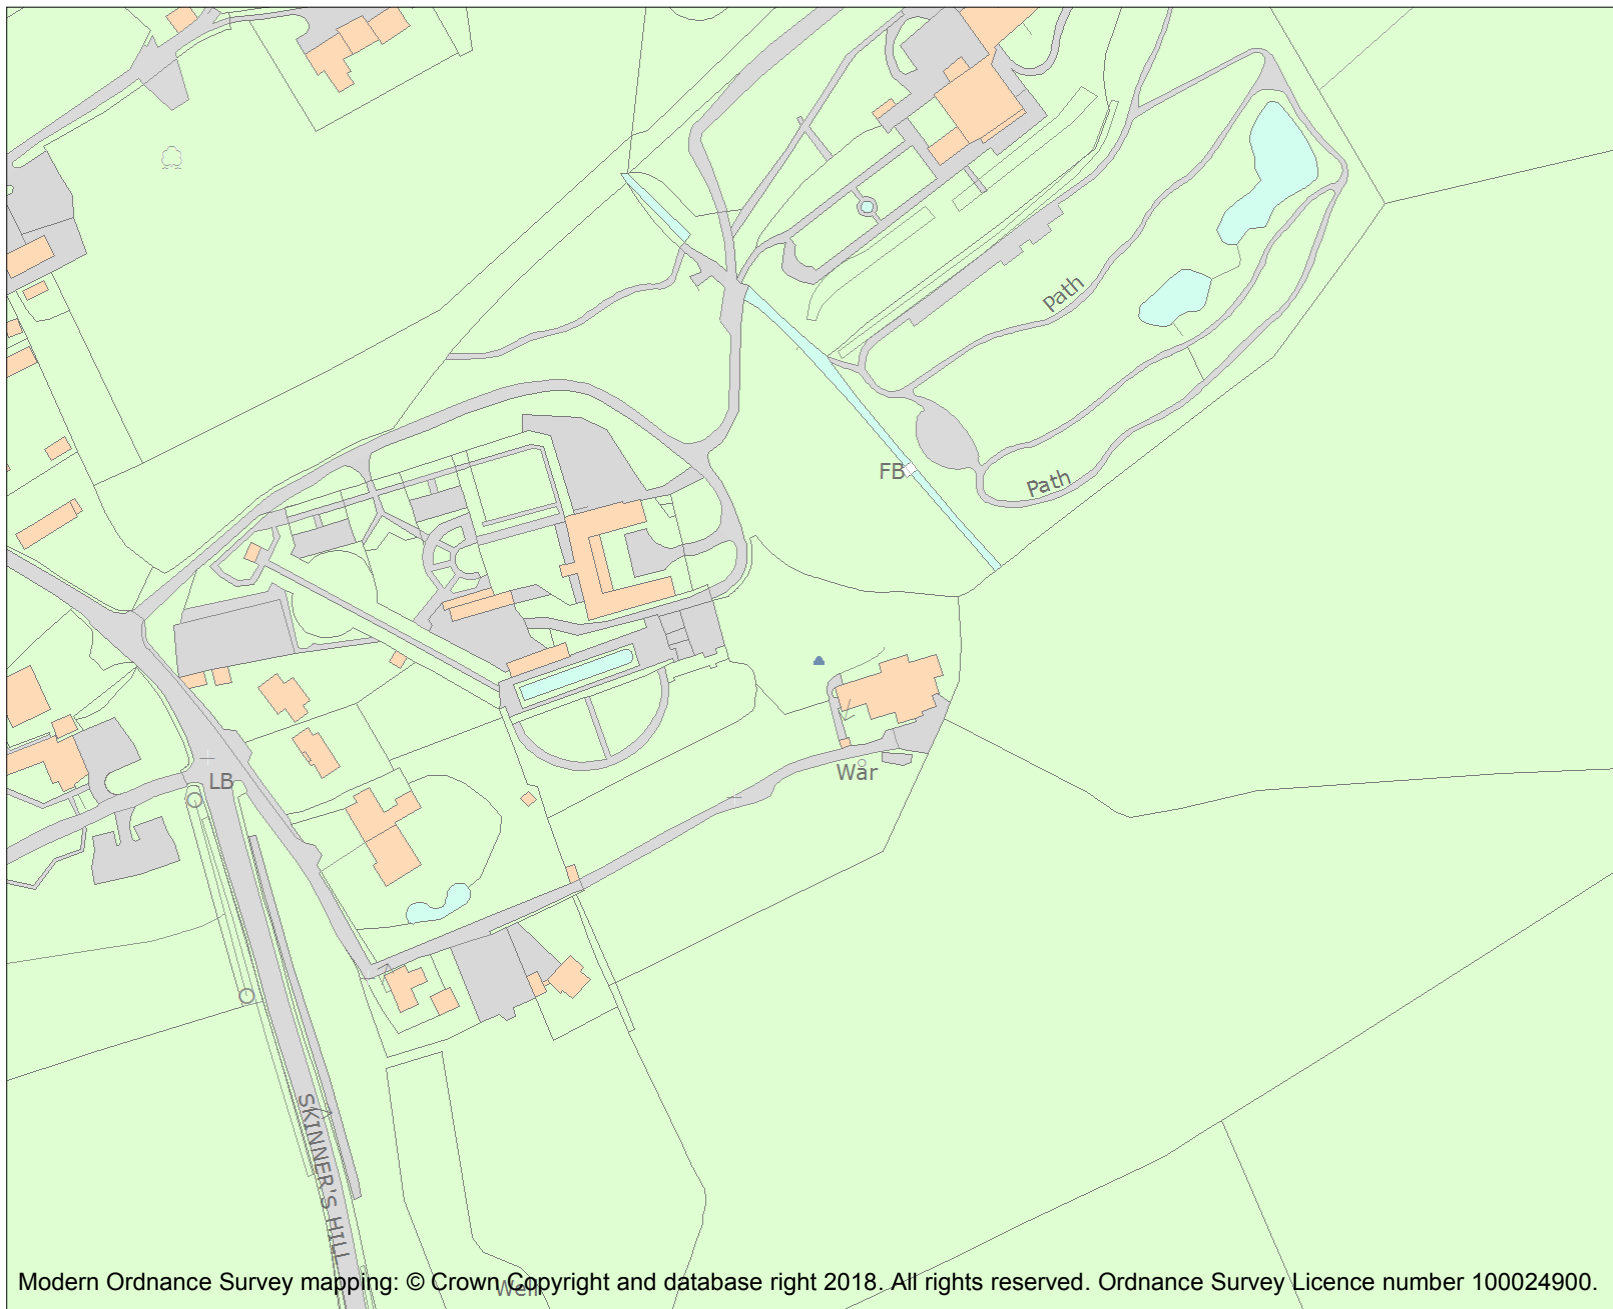 Path
FB
Path
War
LB
SKINNER'S HILL
Well
Modern Ordnance Survey mapping: © Crown Copyright and database right 2018. All rights reserved. Ordnance Survey Licence number 100024900.